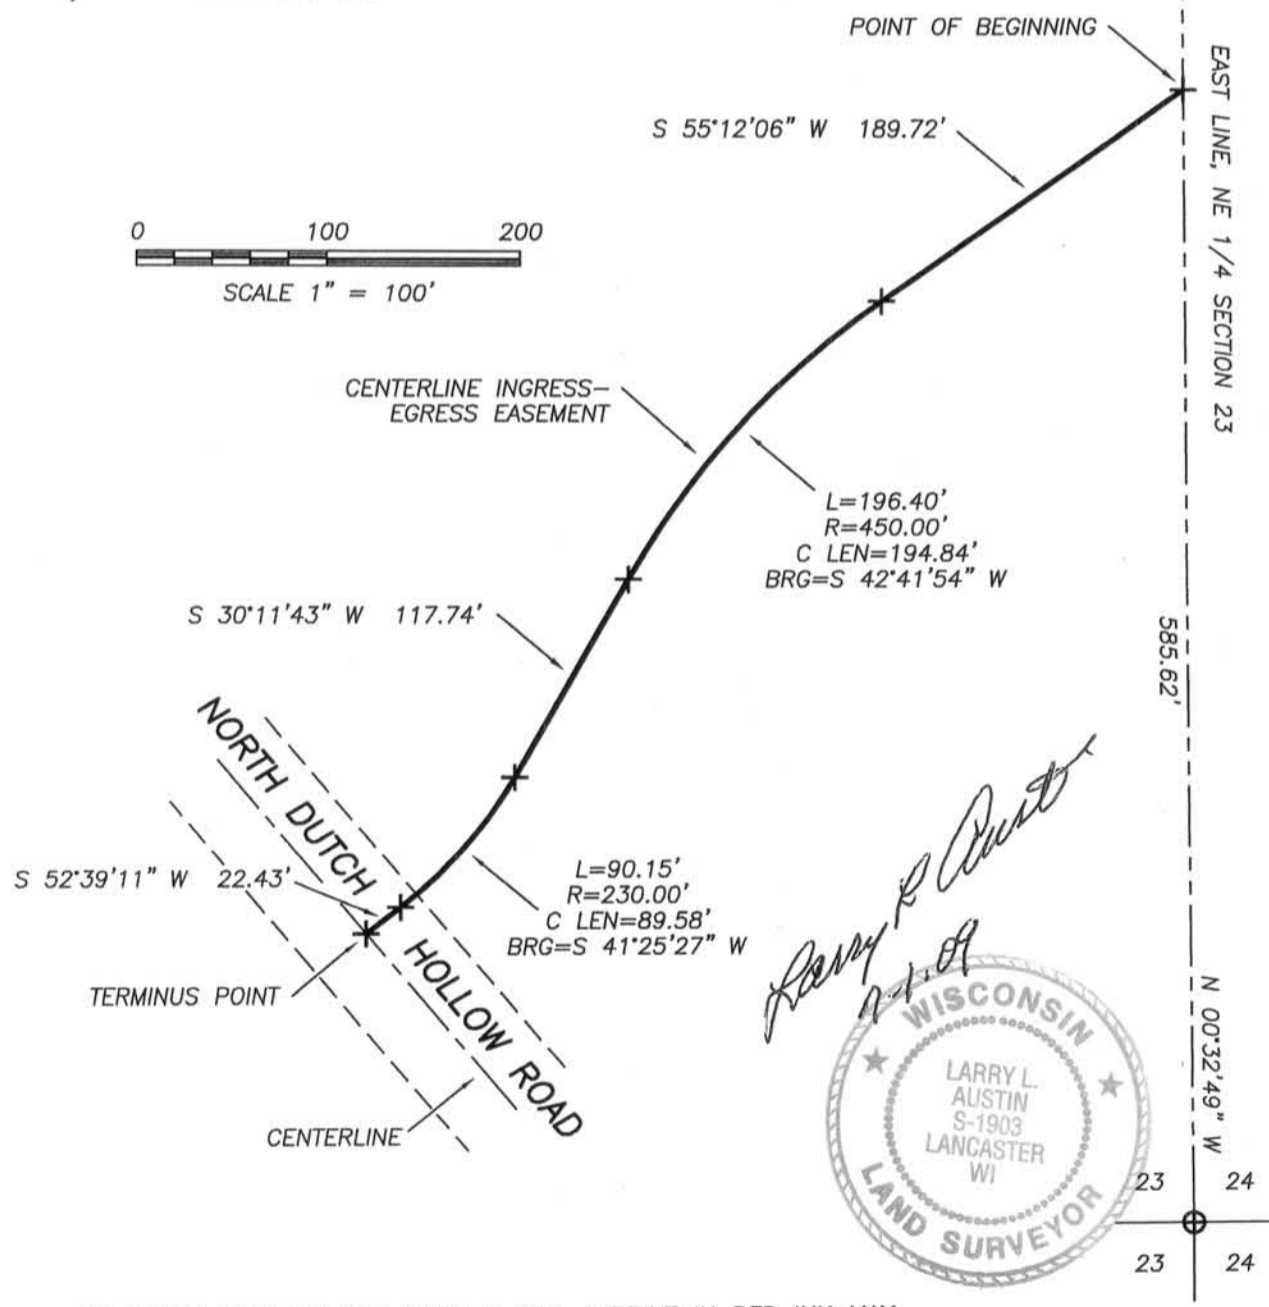 POINT OF BEGINNING
EAST LINE, NE 1/4 SECTION 23
S 55°12'06" W 189.72'
0 100 200
SCALE 1" = 100'
CENTERLINE INGRESS-
EGRESS EASEMENT
L=196.40'
R=450.00'
C LEN=194.84'
BRG=S 42°41'54" W
S 30°11'43" W 117.74'
585.62'
NORTH DUTCH HOLLOW ROAD
S 52°39'11" W 22.43'
L=90.15'
R=230.00'
C LEN=89.58'
BRG=S 41°25'27" W
TERMINUS POINT
CENTERLINE
N 00°32'49" W
WISCONSIN
LARRY L.
AUSTIN
S-1903
LANCASTER
WI
LAND SURVEYOR
23 24
23 24